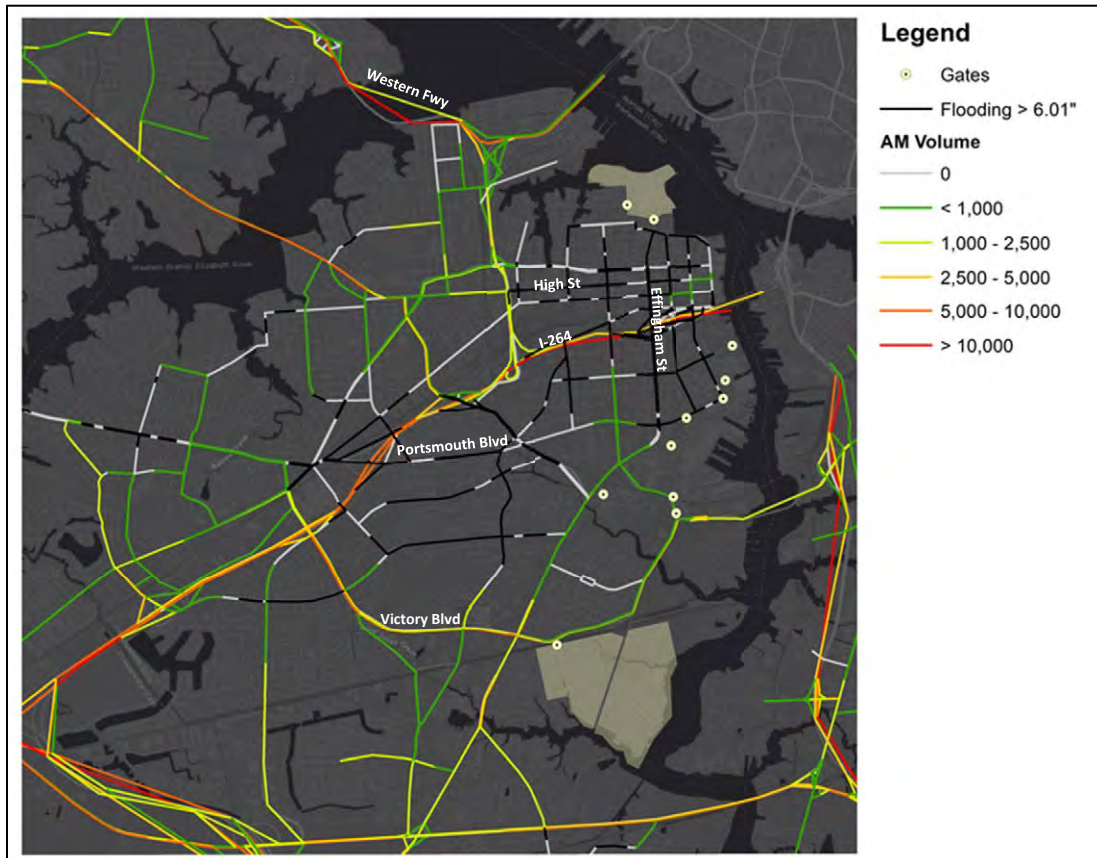 Western Fwy
High St
Effingham St
I-264
Portsmouth Blvd
Victory Blvd
Legend
Gates
Flooding > 6.01"
AM Volume
0
< 1,000
1,000 - 2,500
2,500 - 5,000
5,000 - 10,000
> 10,000